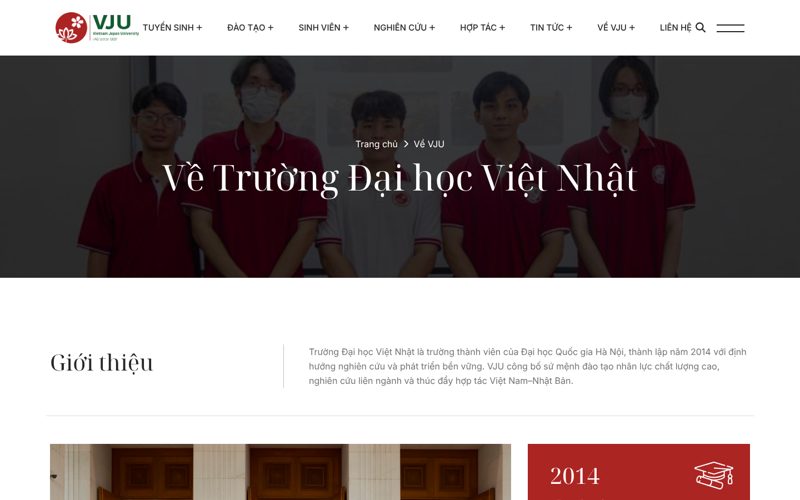 VJU
Vietnam Japan University
TUYỂN SINH +
ĐÀO TẠO +
SINH VIÊN +
NGHIÊN CỨU +
HỢP TÁC +
TIN TỨC +
VỀ VJU +
LIÊN HỆ
Trang chủ > Về VJU
Về Trường Đại học Việt Nhật
Giới thiệu
Trường Đại học Việt Nhật là trường thành viên của Đại học Quốc gia Hà Nội, thành lập năm 2014 với định
hướng nghiên cứu và phát triển bền vững. VJU công bố sứ mệnh đào tạo nhân lực chất lượng cao,
nghiên cứu liên ngành và thúc đẩy hợp tác Việt Nam–Nhật Bản.
2014